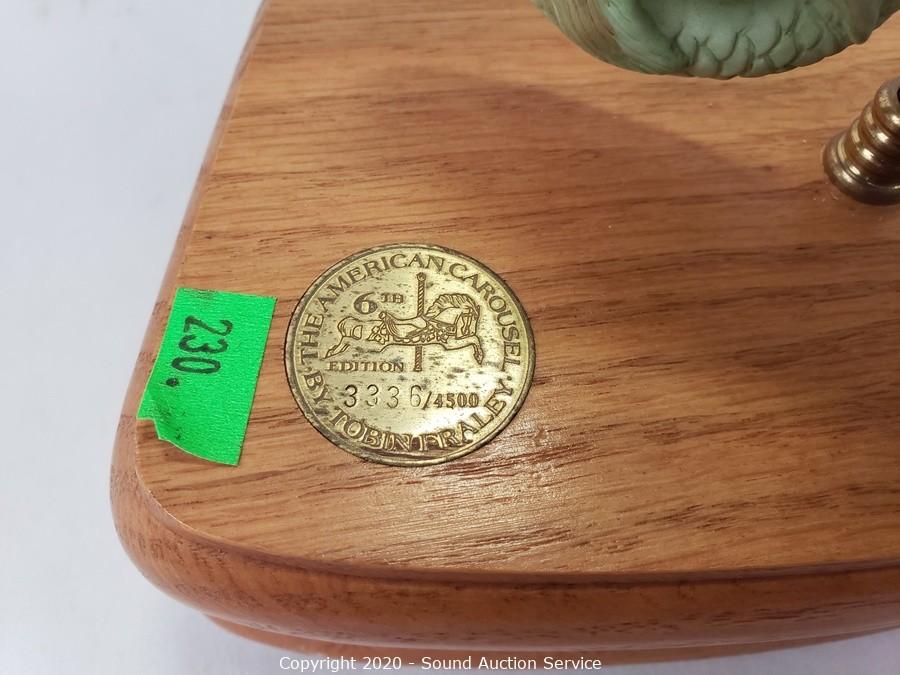 230.
THE AMERICAN CAROUSEL
6TH
EDITION
3336/4500
BY TOBIN FRALEY
Copyright 2020 - Sound Auction Service